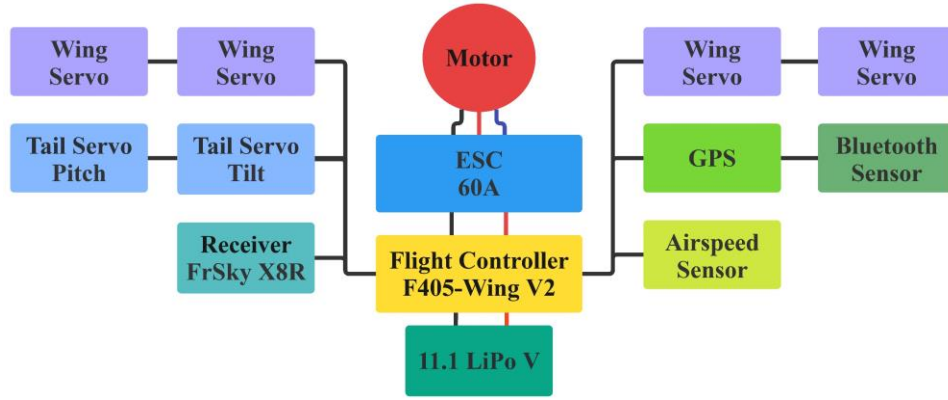 Wing
Servo
Wing
Servo
Motor
Wing
Servo
Wing
Servo
Tail Servo
Pitch
Tail Servo
Tilt
ESC
60A
GPS
Bluetooth
Sensor
Receiver
FrSky X8R
Flight Controller
F405-Wing V2
Airspeed
Sensor
11.1 LiPo V